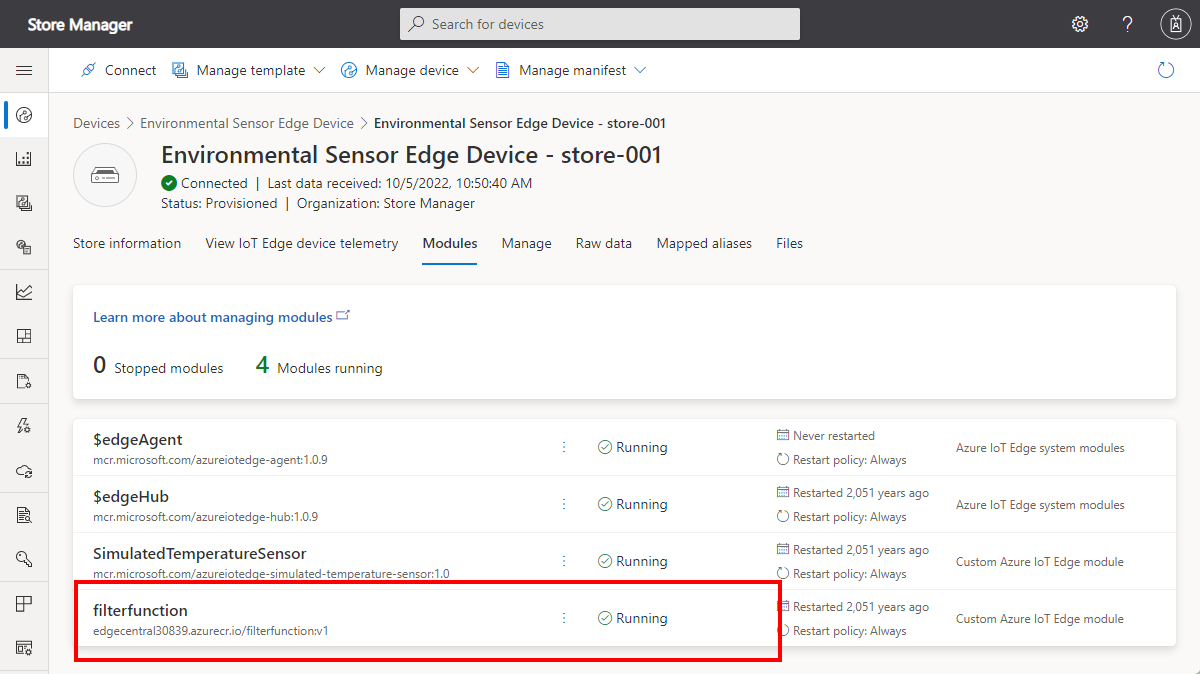 Store Manager
Search for devices
?
Connect
Manage template
Manage device
Manage manifest
Devices > Environmental Sensor Edge Device > Environmental Sensor Edge Device - store-001
Environmental Sensor Edge Device - store-001
Connected | Last data received: 10/5/2022, 10:50:40 AM
Status: Provisioned | Organization: Store Manager
Store information
View IoT Edge device telemetry
Modules
Manage
Raw data
Mapped aliases
Files
Learn more about managing modules
0 Stopped modules
4 Modules running
$edgeAgent
mcr.microsoft.com/azureiotedge-agent:1.0.9
Running
Never restarted
Restart policy: Always
Azure IoT Edge system modules
$edgeHub
mcr.microsoft.com/azureiotedge-hub:1.0.9
Running
Restarted 2,051 years ago
Restart policy: Always
Azure IoT Edge system modules
SimulatedTemperatureSensor
mcr.microsoft.com/azureiotedge-simulated-temperature-sensor:1.0
Running
Restarted 2,051 years ago
Restart policy: Always
Custom Azure IoT Edge module
filterfunction
edgecentral30839.azurecr.io/filterfunction:v1
Running
Restarted 2,051 years ago
Restart policy: Always
Custom Azure IoT Edge module